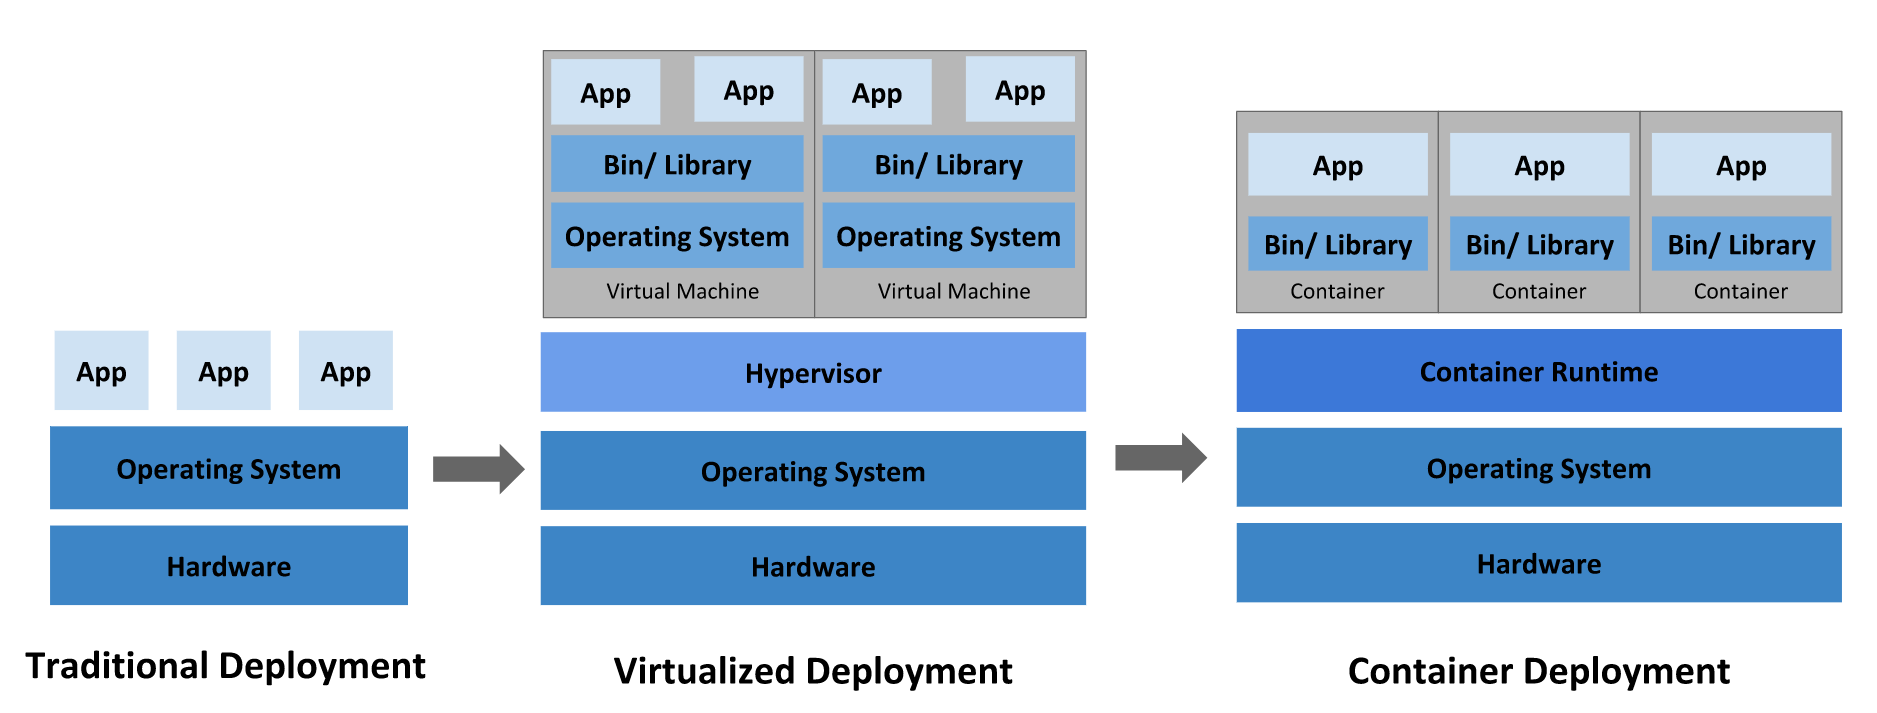 App
App
App
Operating System
Hardware
Traditional Deployment
App
App
App
App
Bin/ Library
Bin/ Library
Operating System
Operating System
Virtual Machine
Virtual Machine
Hypervisor
Operating System
Hardware
Virtualized Deployment
App
App
App
Bin/ Library
Bin/ Library
Bin/ Library
Container
Container
Container
Container Runtime
Operating System
Hardware
Container Deployment